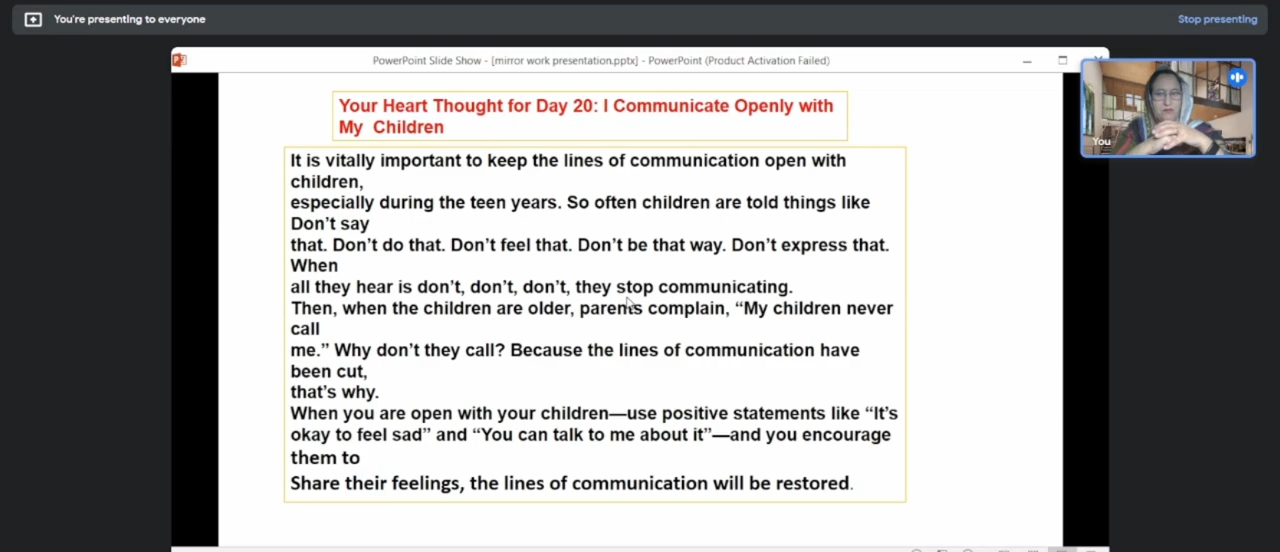 You're presenting to everyone
Stop presenting
PowerPoint Slide Show - [mirror work presentation.pptx] - PowerPoint (Product Activation Failed)
Your Heart Thought for Day 20: I Communicate Openly with
My Children
It is vitally important to keep the lines of communication open with
children,
especially during the teen years. So often children are told things like
Don’t say
that. Don’t do that. Don’t feel that. Don’t be that way. Don’t express that.
When
all they hear is don’t, don’t, don’t, they stop communicating.
Then, when the children are older, parents complain, “My children never
call
me.” Why don’t they call? Because the lines of communication have
been cut,
that’s why.
When you are open with your children—use positive statements like “It’s
okay to feel sad” and “You can talk to me about it”—and you encourage
them to
Share their feelings, the lines of communication will be restored.
You